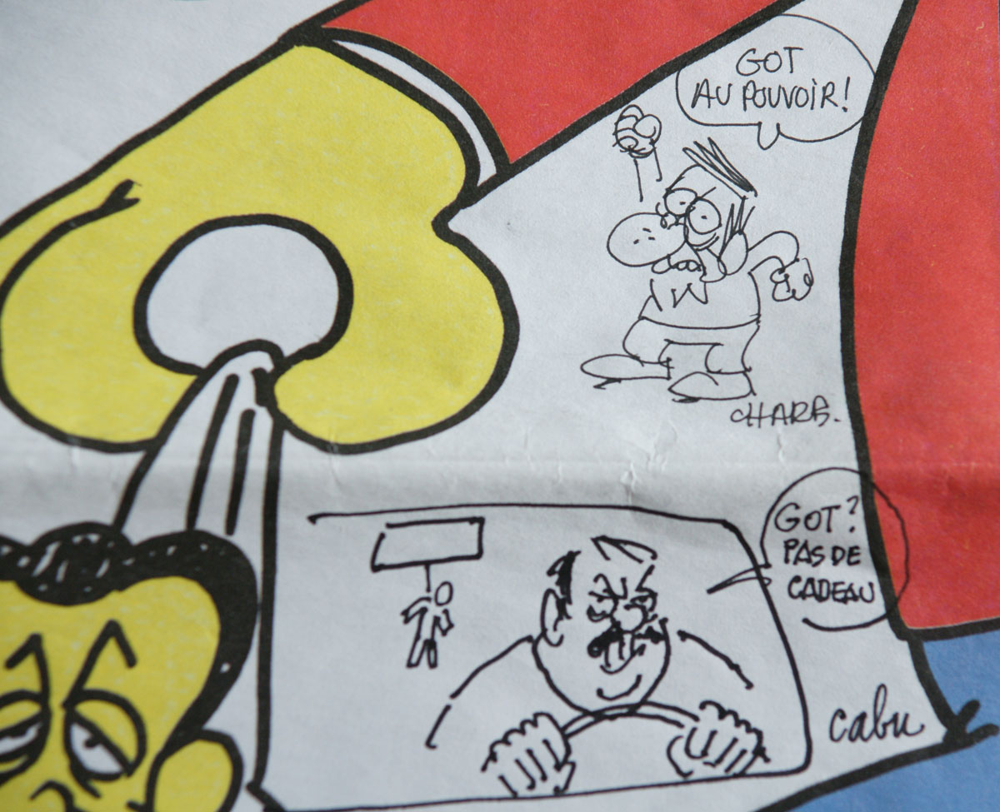 GOT
AU POUVOIR!
CHARB.
GOT?
PAS DE
CADEAU
cabu